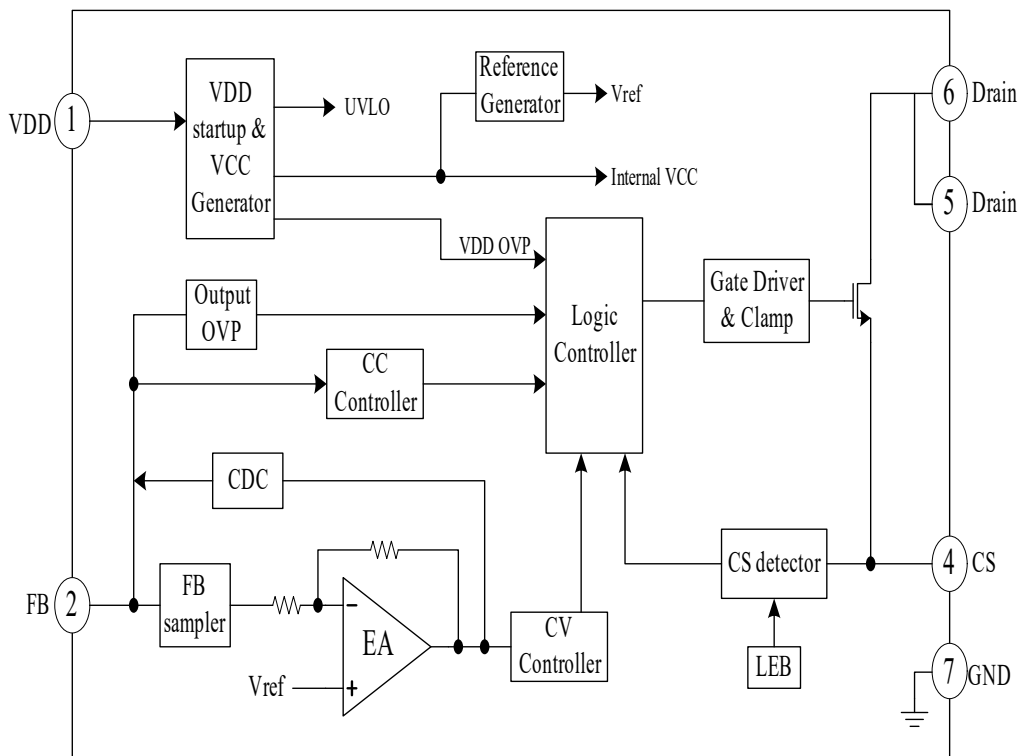 VDD
1
VDD
startup &
VCC
Generator
UVLO
Reference
Generator
Vref
Internal VCC
VDD OVP
6
Drain
5
Drain
Output
OVP
CC
Controller
Logic
Controller
Gate Driver
& Clamp
CDC
FB
2
FB
sampler
−
EA
+
Vref
CV
Controller
CS detector
LEB
4
CS
7
GND